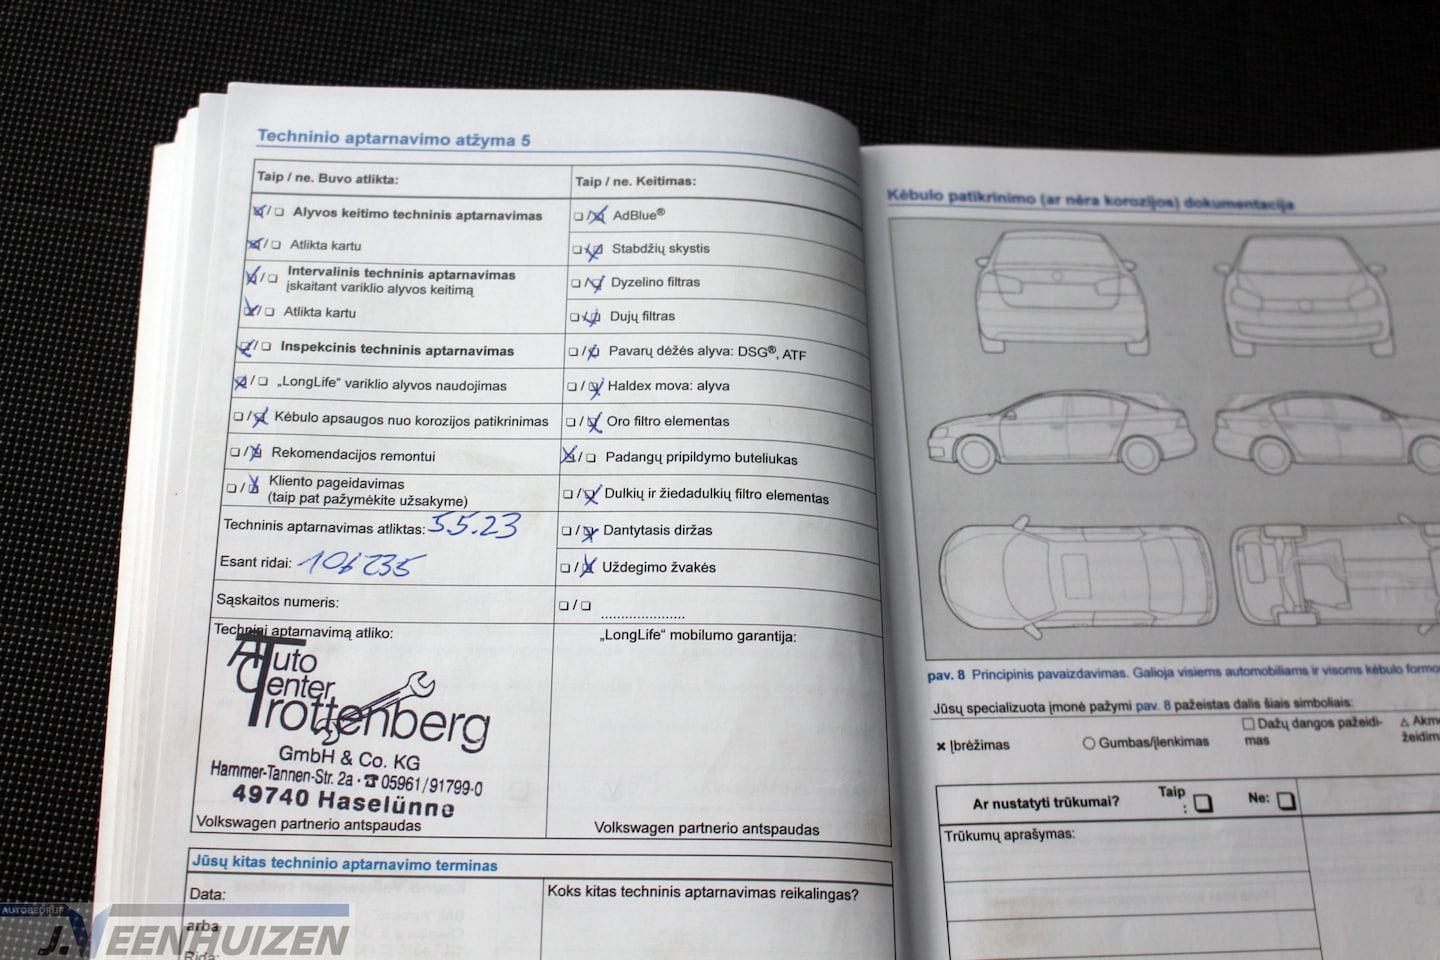 Techninio aptarnavimo atžyma 5
Taip / ne. Buvo atlikta:
Alyvos keitimo techninis aptarnavimas
Atlikta kartu
Intervalinis techninis aptarnavimas
įskaitant variklio alyvos keitimą
Atlikta kartu
Inspekcinis techninis aptarnavimas
„LongLife“ variklio alyvos naudojimas
Kėbulo apsaugos nuo korozijos patikrinimas
Rekomendacijos remontui
Kliento pageidavimas
(taip pat pažymėkite užsakyme)
Techninis aptarnavimas atliktas: 5.5.23
Esant ridai: 106235
Sąskaitos numeris:
Techninį aptarnavimą atliko:
Auto
Center
Trottenberg
GmbH & Co. KG
Hammer-Tannen-Str. 2a · ☎ 05961/91799-0
49740 Haselünne
Volkswagen partnerio antspaudas
Taip / ne. Keitimas:
AdBlue®
Stabdžių skystis
Dyzelino filtras
Dujų filtras
Pavarų dėžės alyva: DSG®, ATF
Haldex mova: alyva
Oro filtro elementas
Padangų pripildymo buteliukas
Dulkių ir žiedadulkių filtro elementas
Dantytasis diržas
Uždegimo žvakės
„LongLife“ mobilumo garantija:
Volkswagen partnerio antspaudas
Jūsų kitas techninio aptarnavimo terminas
Data:
arba
Rida:
Koks kitas techninis aptarnavimas reikalingas?
Kėbulo patikrinimo (ar nėra korozijos) dokumentacija
pav. 8 Principinis pavaizdavimas. Galioja visiems automobiliams ir visoms kėbulo formo
Jūsų specializuota įmonė pažymi pav. 8 pažeistas dalis šiais simboliais:
Įbrėžimas
Gumbas/įlenkimas
Dažų dangos pažeidi-
mas
Akm
žeidim
Ar nustatyti trūkumai?
Taip
:
Ne:
Trūkumų aprašymas:
AUTOBEDRIJF
J. VEENHUIZEN